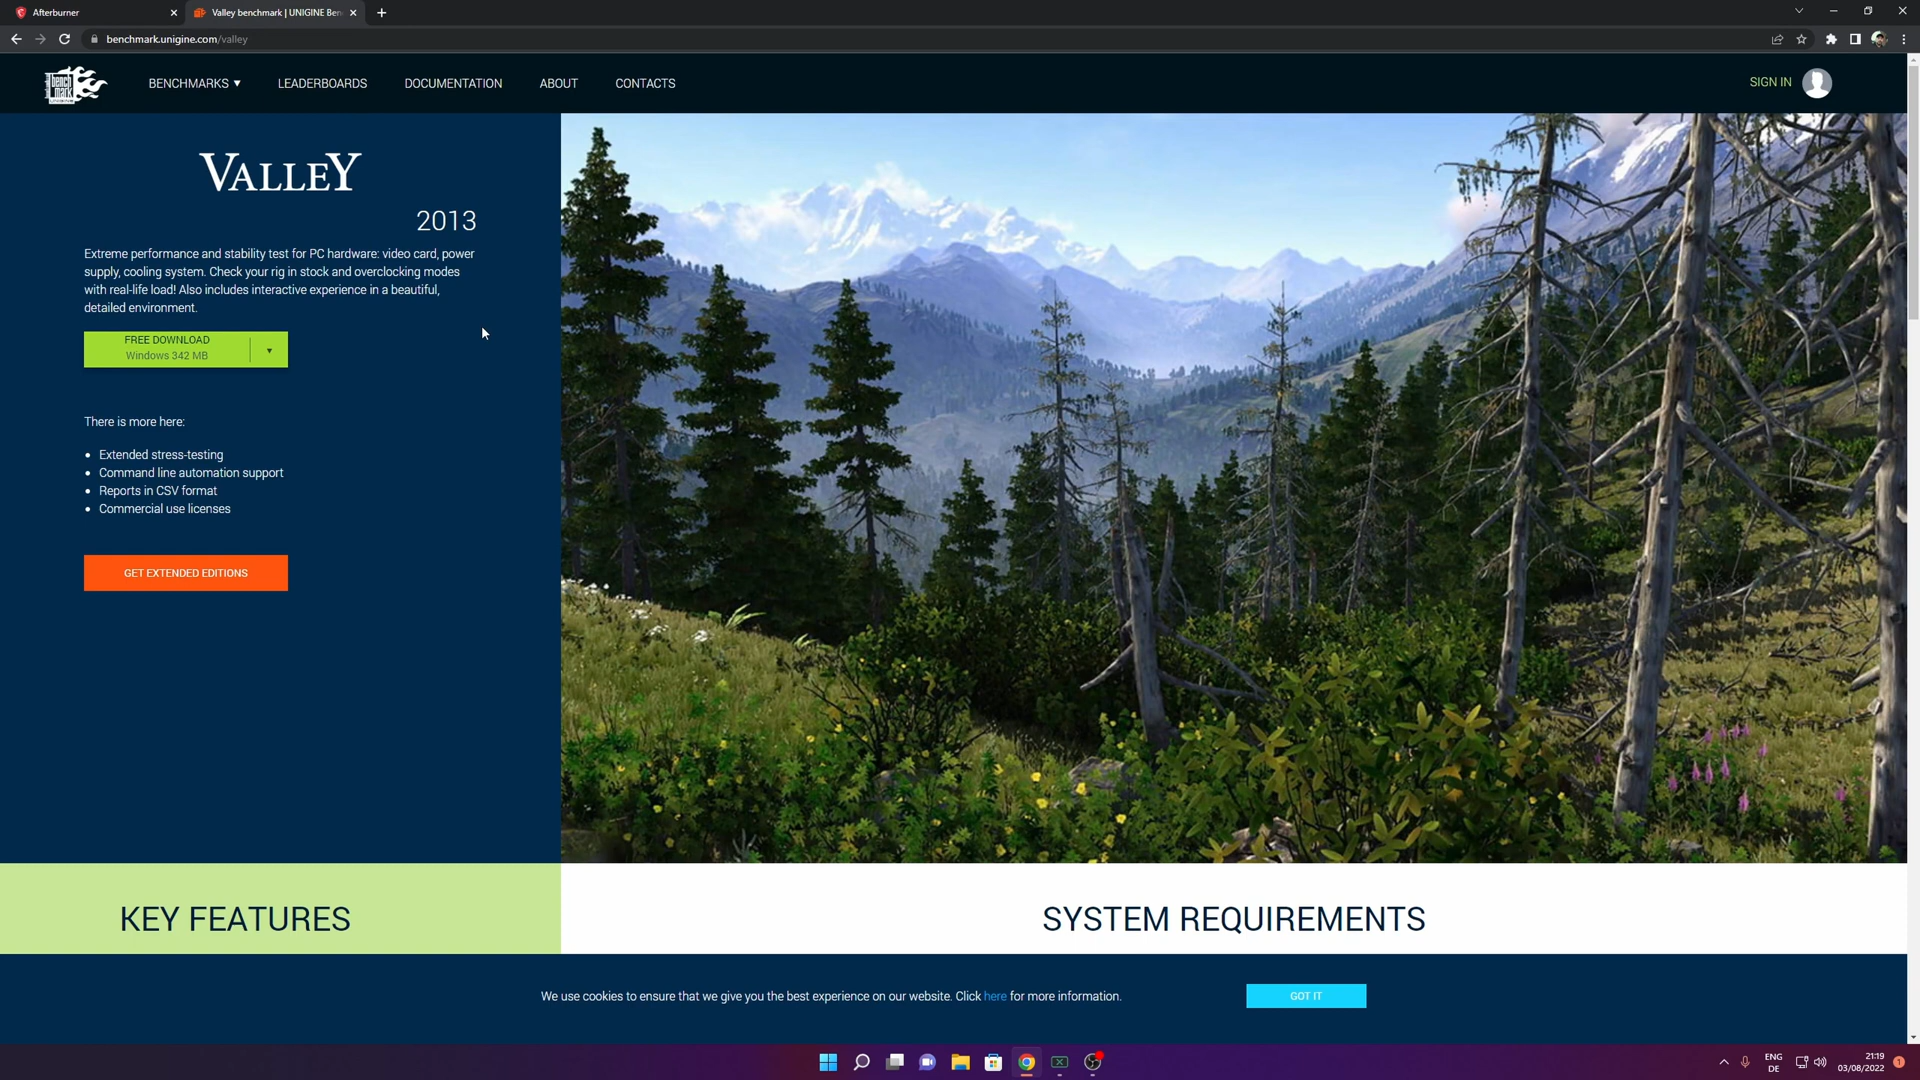 Afterburner
Valley benchmark | UNIGINE Ben
benchmark.unigine.com/valley
bench
mark
UNIGINE
BENCHMARKS ▼
LEADERBOARDS
DOCUMENTATION
ABOUT
CONTACTS
SIGN IN
VALLEY
2013
Extreme performance and stability test for PC hardware: video card, power
supply, cooling system. Check your rig in stock and overclocking modes
with real-life load! Also includes interactive experience in a beautiful,
detailed environment.
FREE DOWNLOAD
Windows 342 MB
There is more here:
• Extended stress-testing
• Command line automation support
• Reports in CSV format
• Commercial use licenses
GET EXTENDED EDITIONS
KEY FEATURES
SYSTEM REQUIREMENTS
We use cookies to ensure that we give you the best experience on our website. Click here for more information.
GOT IT
ENG
DE
21:19
03/08/2022
1